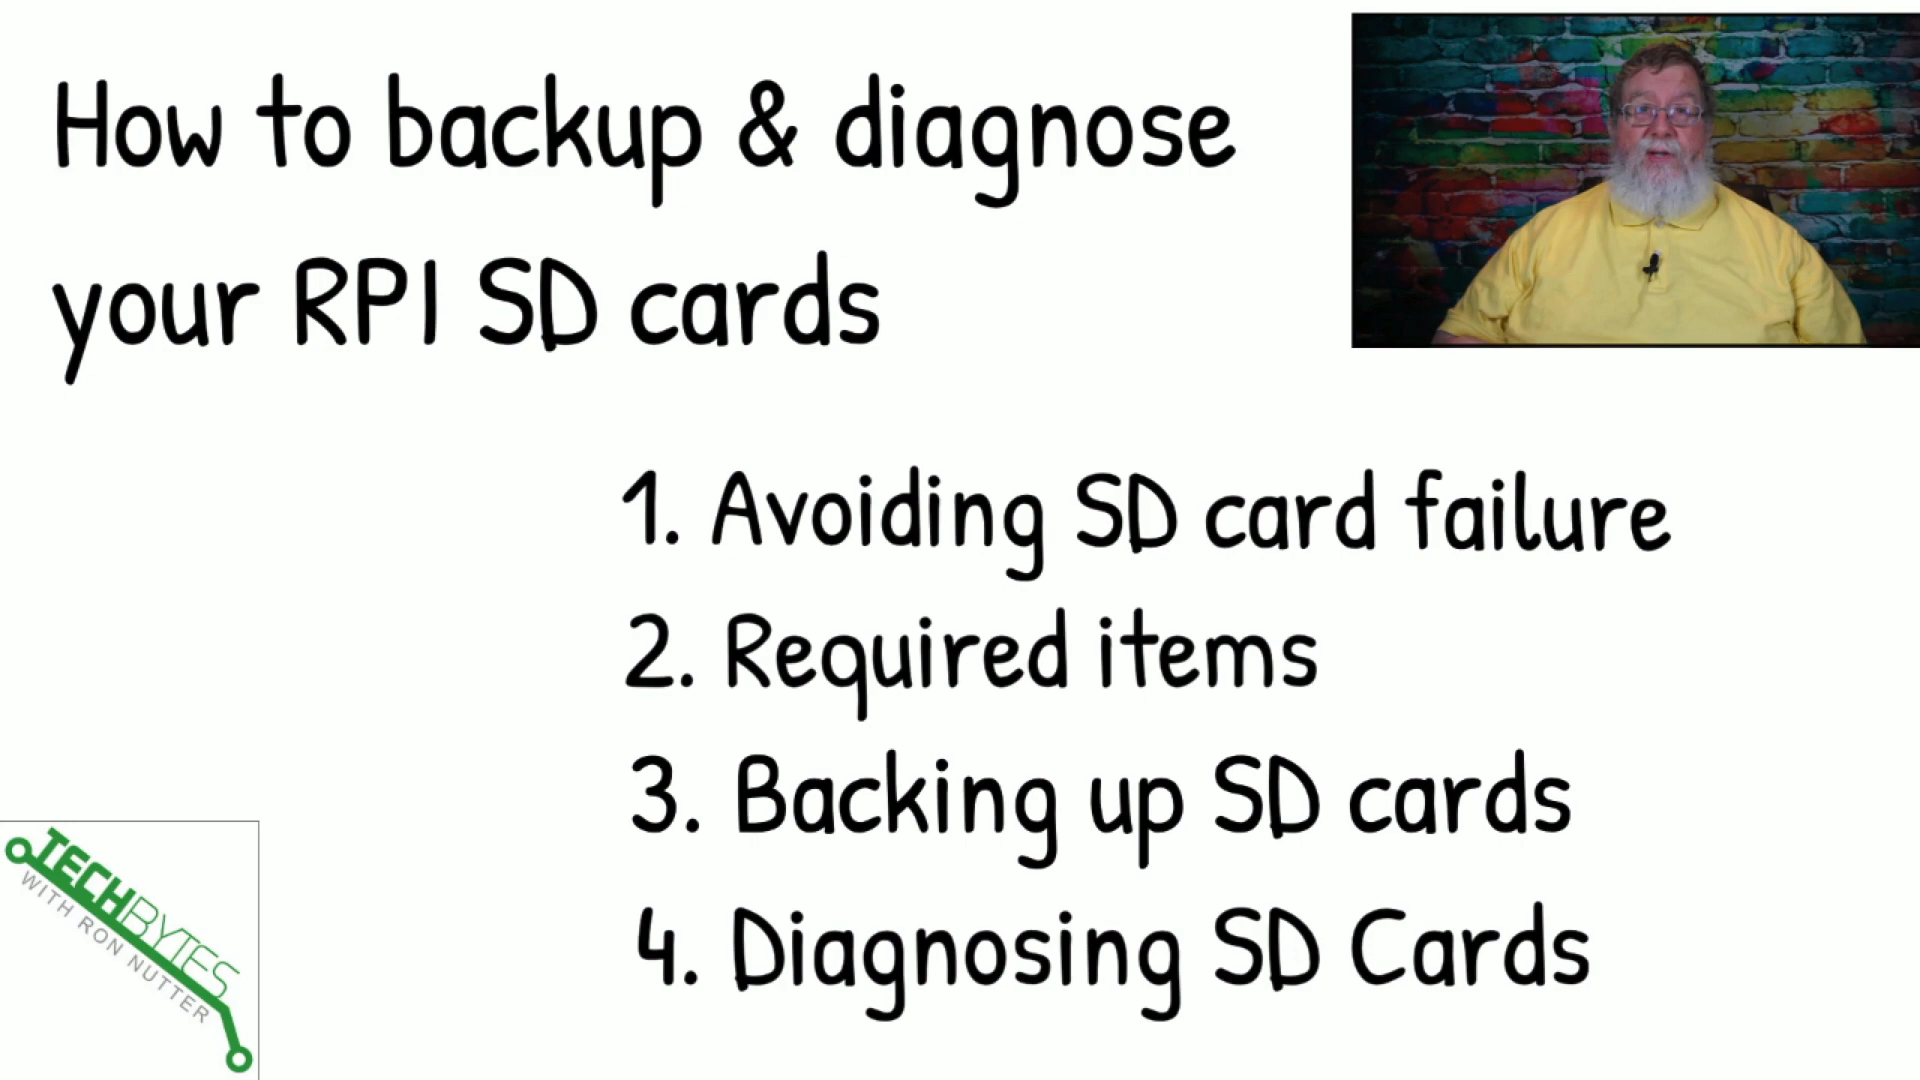 How to backup & diagnose
your RPI SD cards
1. Avoiding SD card failure
2. Required items
3. Backing up SD cards
4. Diagnosing SD Cards
TECHBYTES
WITH RON NUTTER